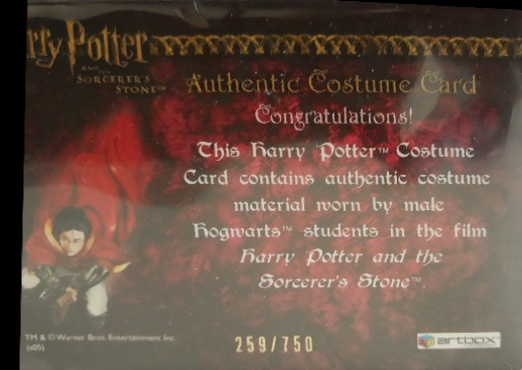 rry Potter
AND THE
SORCERER'S
STONE™
Authentic Costume Card
Congratulations!
This Harry Potter™ Costume
Card contains authentic costume
material worn by male
Hogwarts™ students in the film
Harry Potter and the
Sorcerer's Stone™.
TM & © Warner Bros. Entertainment Inc.
(s05)
259/750
artbox